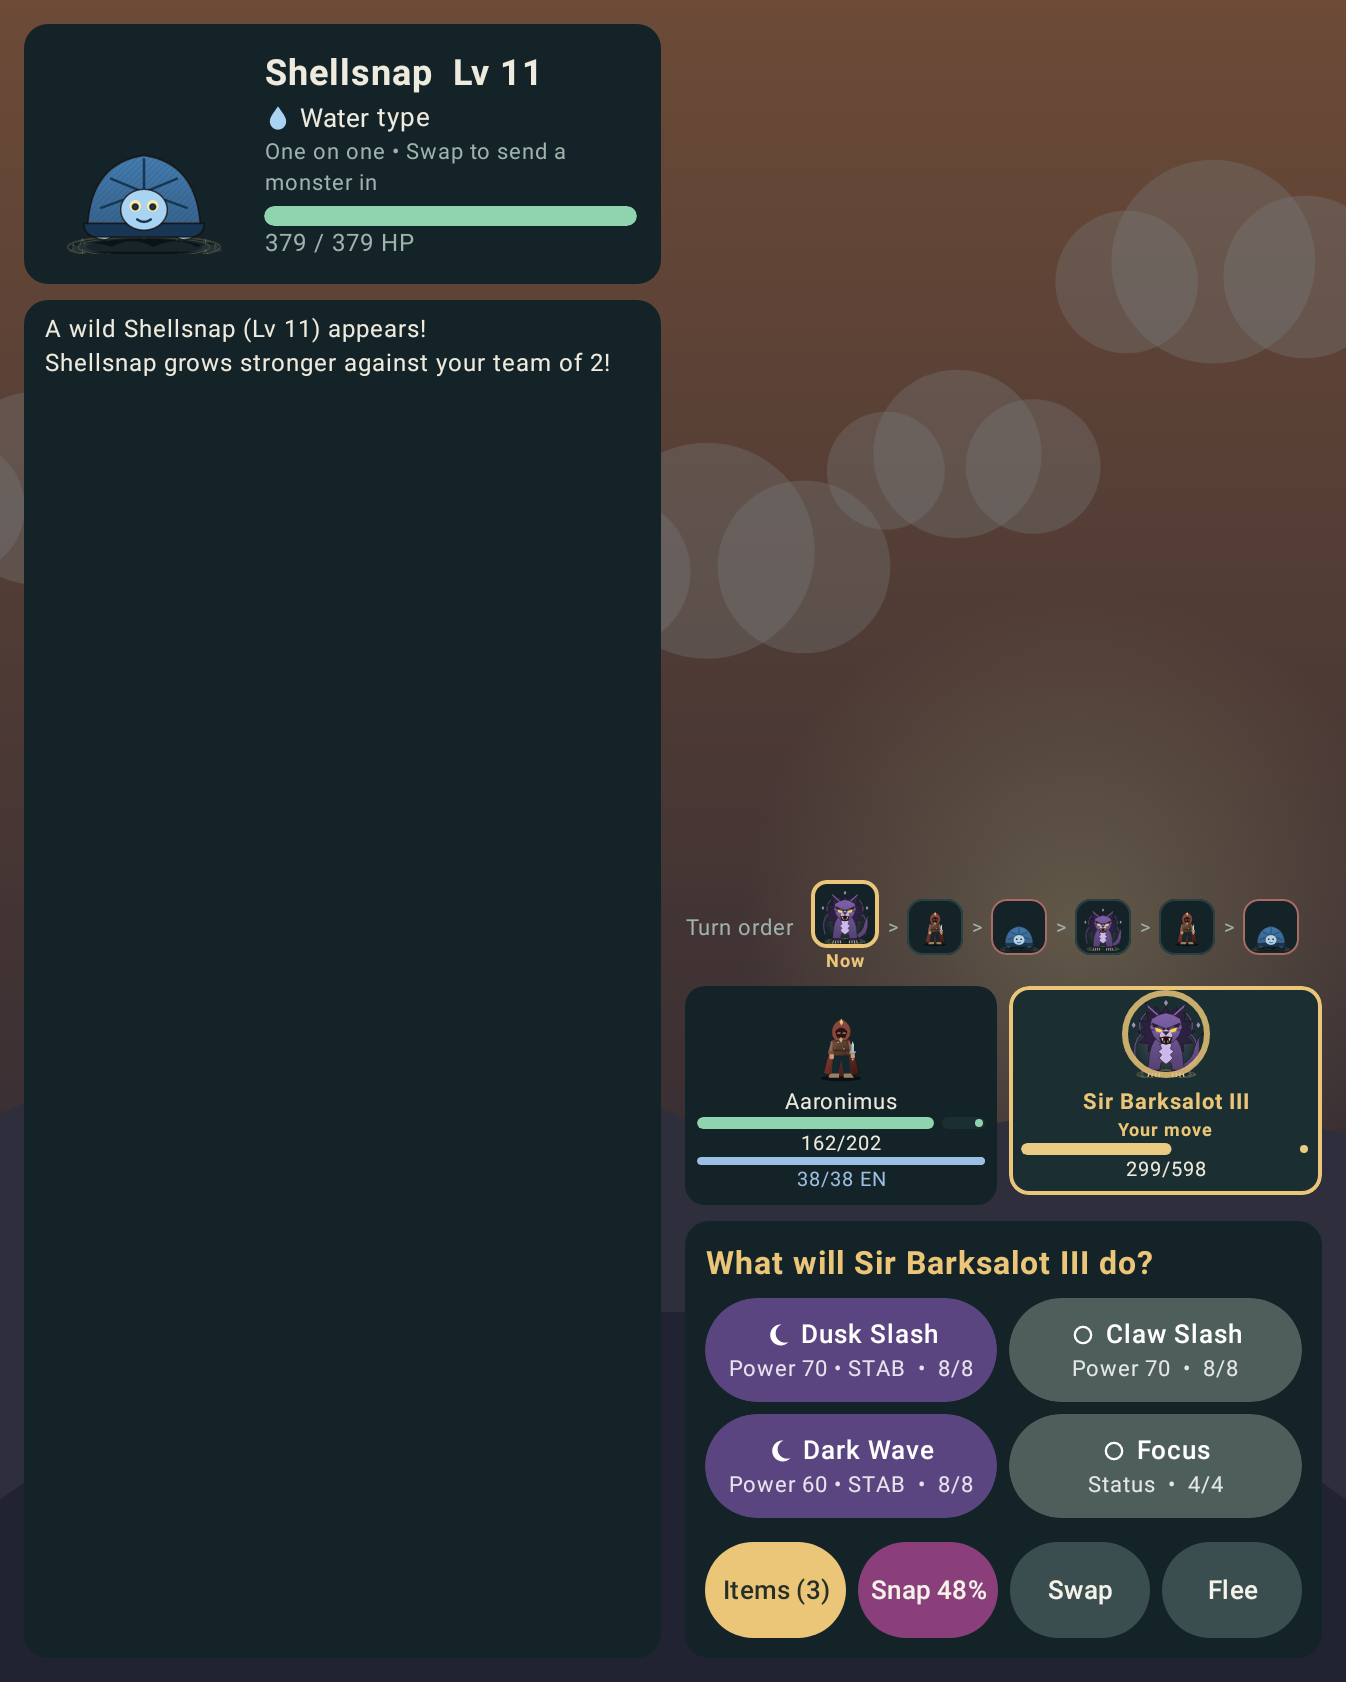 Shellsnap Lv 11
Water type
One on one • Swap to send a
monster in
379 / 379 HP
A wild Shellsnap (Lv 11) appears!
Shellsnap grows stronger against your team of 2!
Turn order > > > > >
Now
Aaronimus
162/202
38/38 EN
Sir Barksalot III
Your move
299/598
What will Sir Barksalot III do?
Dusk Slash
Power 70 • STAB • 8/8
Claw Slash
Power 70 • 8/8
Dark Wave
Power 60 • STAB • 8/8
Focus
Status • 4/4
Items (3)
Snap 48%
Swap
Flee